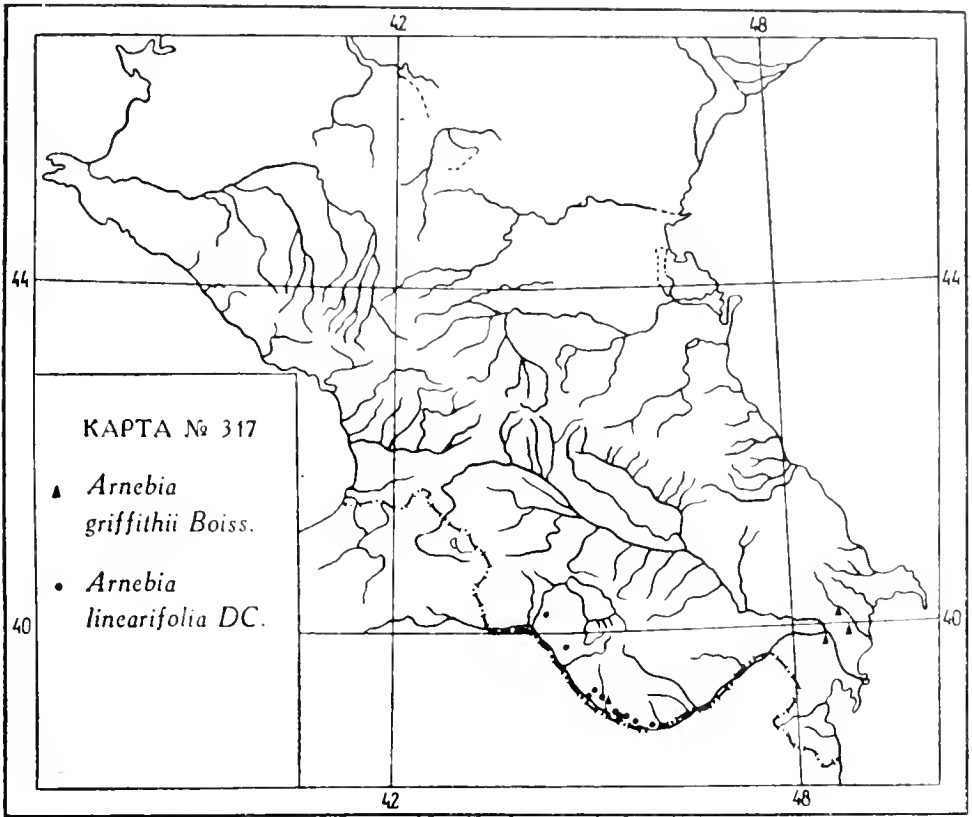 42 48
44 44
КАРТА № 317
Arnebia
griffithii Boiss.
Arnebia
linearifolia DC.
40 40
42 48